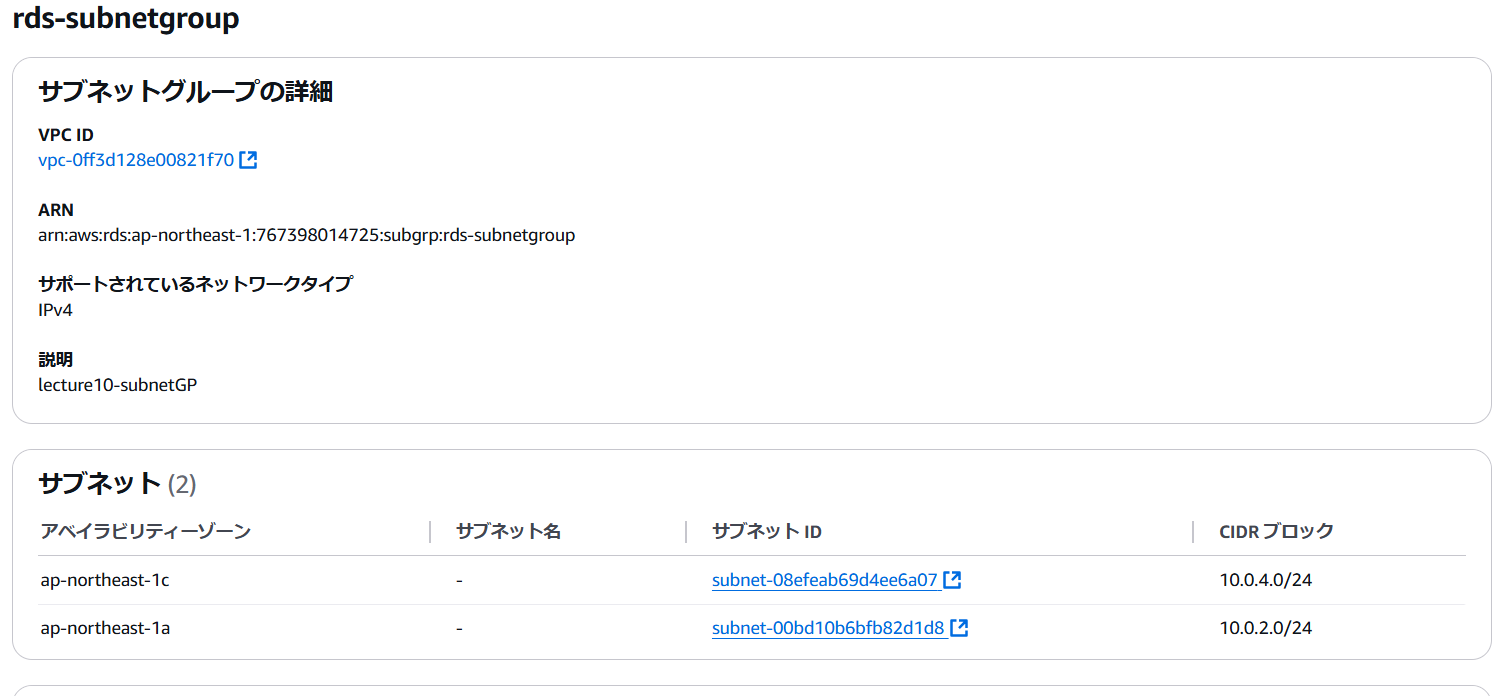 rds-subnetgroup
サブネットグループの詳細
VPC ID
vpc-0ff3d128e00821f70
ARN
arn:aws:rds:ap-northeast-1:767398014725:subgrp:rds-subnetgroup
サポートされているネットワークタイプ
IPv4
説明
lecture10-subnetGP
サブネット (2)
アベイラビリティーゾーン サブネット名 サブネット ID CIDR ブロック
ap-northeast-1c - subnet-08efeab69d4ee6a07 10.0.4.0/24
ap-northeast-1a - subnet-00bd10b6bfb82d1d8 10.0.2.0/24